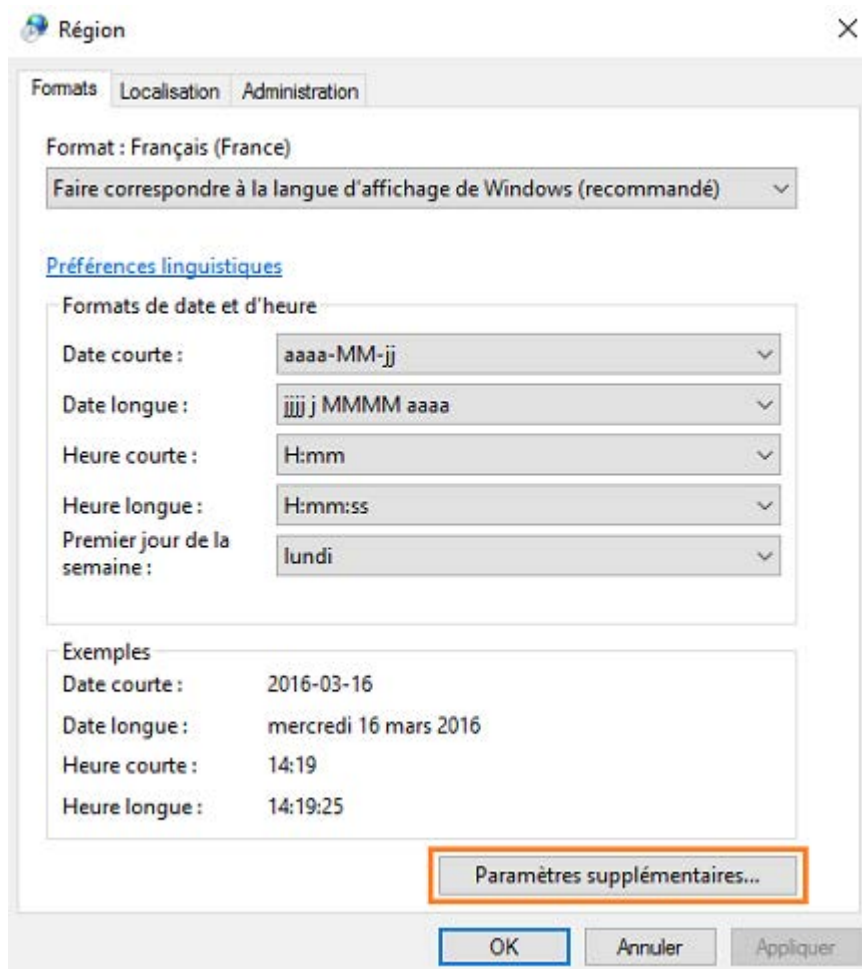 Région
Formats Localisation Administration
Format : Français (France)
Faire correspondre à la langue d'affichage de Windows (recommandé)
Préférences linguistiques
Formats de date et d'heure
Date courte : aaaa-MM-jj
Date longue : jjjj j MMMM aaaa
Heure courte : H:mm
Heure longue : H:mm:ss
Premier jour de la
semaine : lundi
Exemples
Date courte : 2016-03-16
Date longue : mercredi 16 mars 2016
Heure courte : 14:19
Heure longue : 14:19:25
Paramètres supplémentaires...
OK Annuler Appliquer